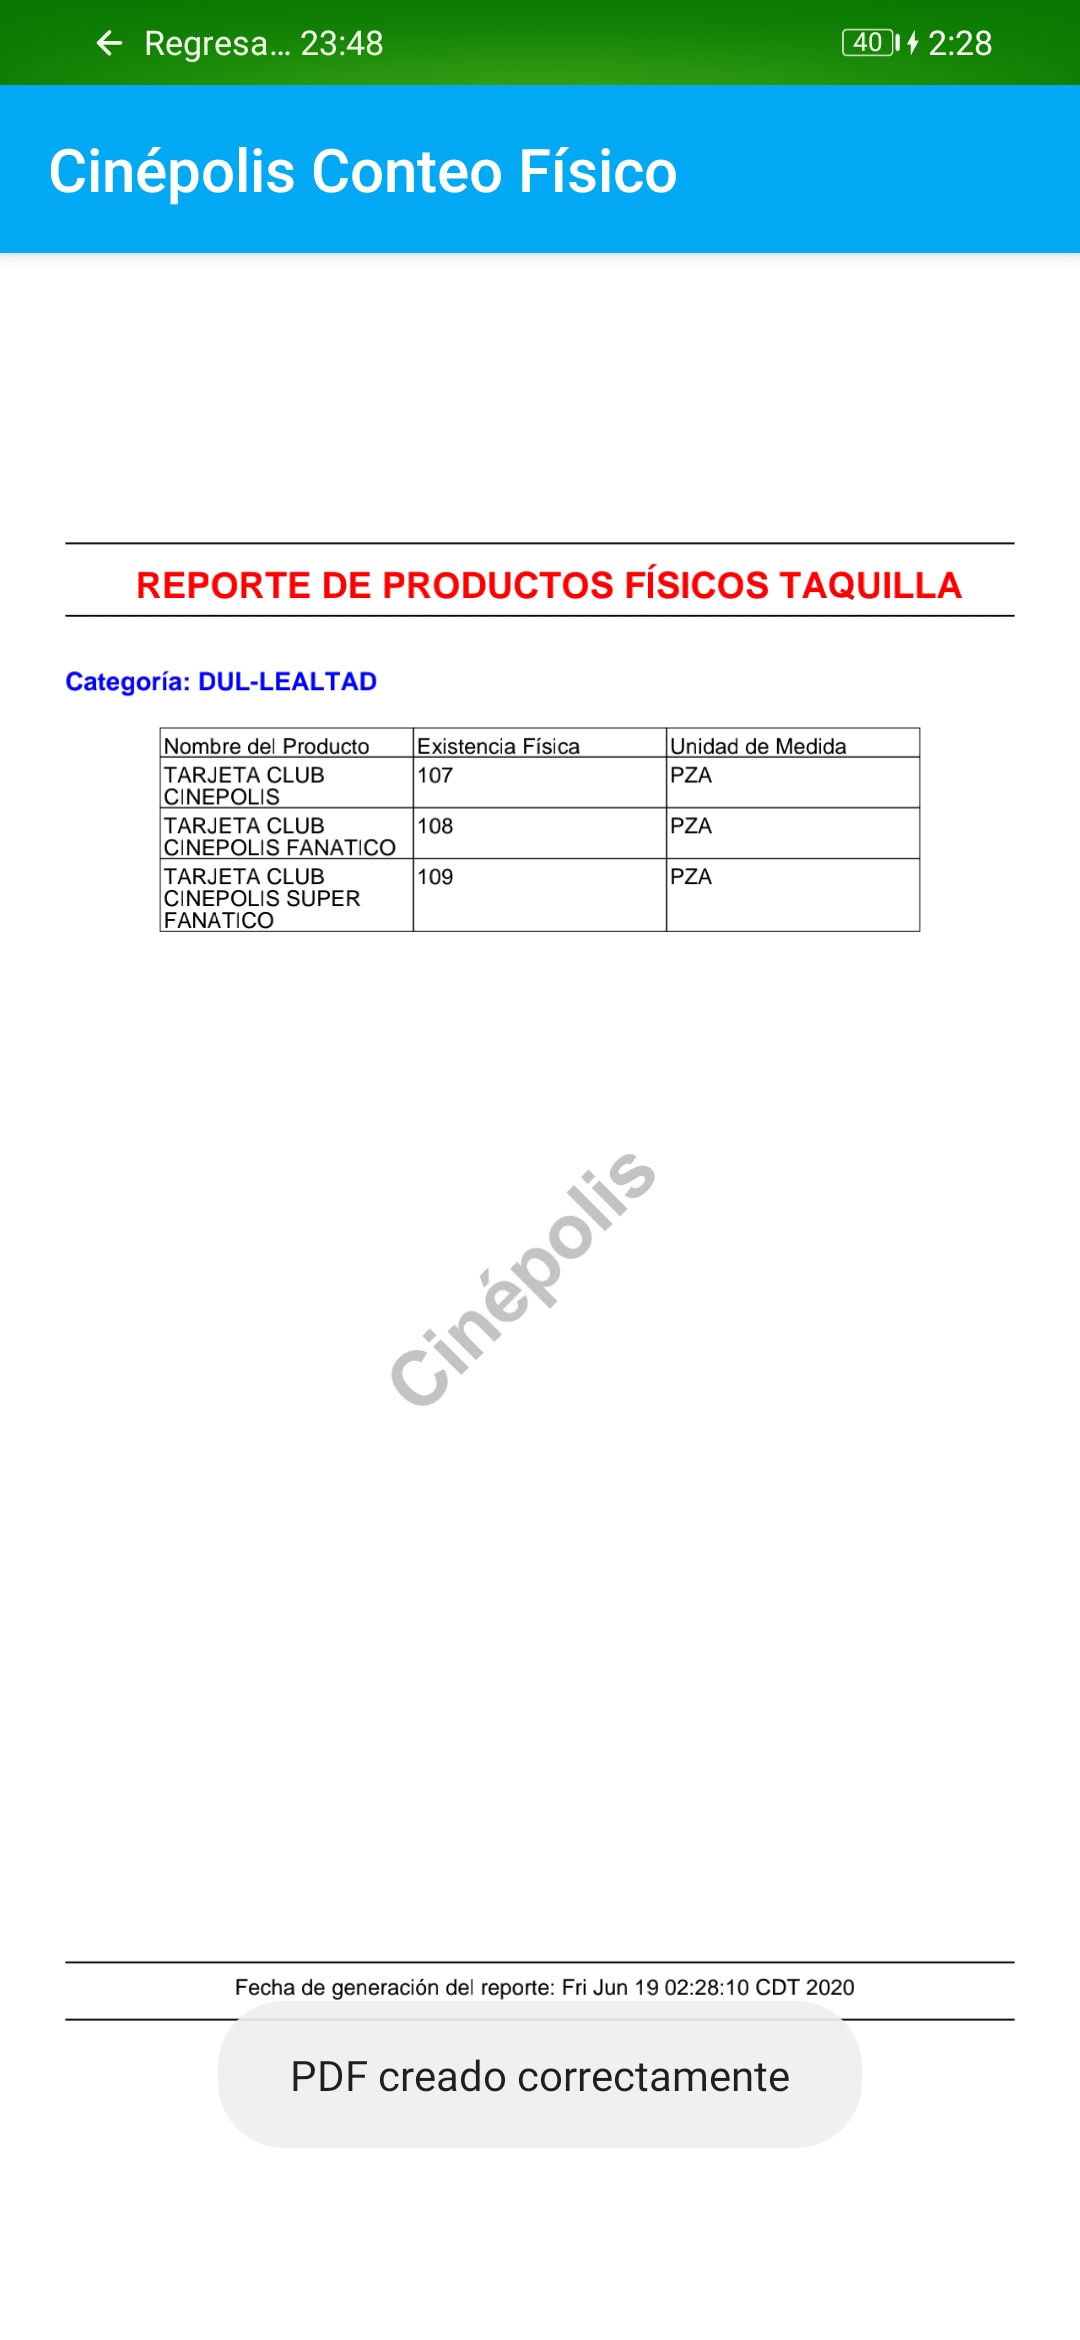 Regresa... 23:48 40 2:28
Cinépolis Conteo Físico
REPORTE DE PRODUCTOS FÍSICOS TAQUILLA
Categoría: DUL-LEALTAD
Nombre del Producto Existencia Física Unidad de Medida
TARJETA CLUB 107 PZA
CINEPOLIS
TARJETA CLUB 108 PZA
CINEPOLIS FANATICO
TARJETA CLUB 109 PZA
CINEPOLIS SUPER
FANATICO
Cinépolis
Fecha de generación del reporte: Fri Jun 19 02:28:10 CDT 2020
PDF creado correctamente